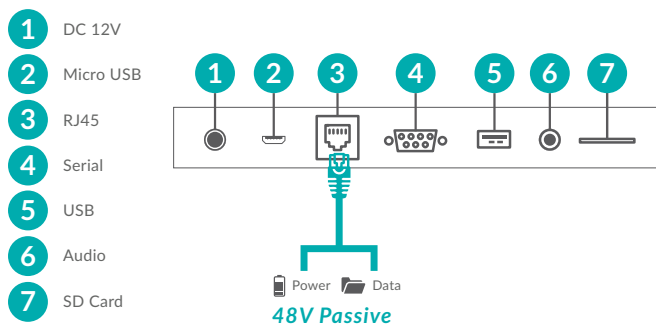 1 DC 12V
2 Micro USB
3 RJ45
4 Serial
5 USB
6 Audio
7 SD Card
1 2 3 4 5 6 7
Power Data
48V Passive